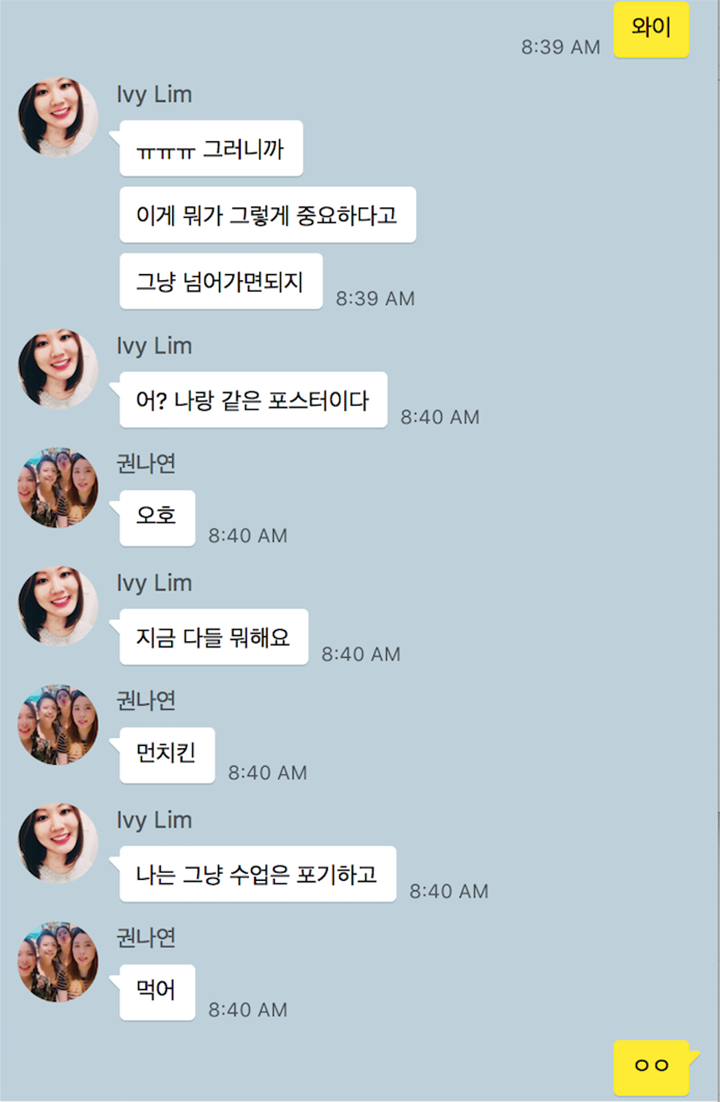 와이
8:39 AM
Ivy Lim
ㅠㅠㅠ 그러니까
이게 뭐가 그렇게 중요하다고
그냥 넘어가면되지
8:39 AM
Ivy Lim
어? 나랑 같은 포스터이다
8:40 AM
권나연
오호
8:40 AM
Ivy Lim
지금 다들 뭐해요
8:40 AM
권나연
먼치킨
8:40 AM
Ivy Lim
나는 그냥 수업은 포기하고
8:40 AM
권나연
먹어
8:40 AM
ㅇㅇ